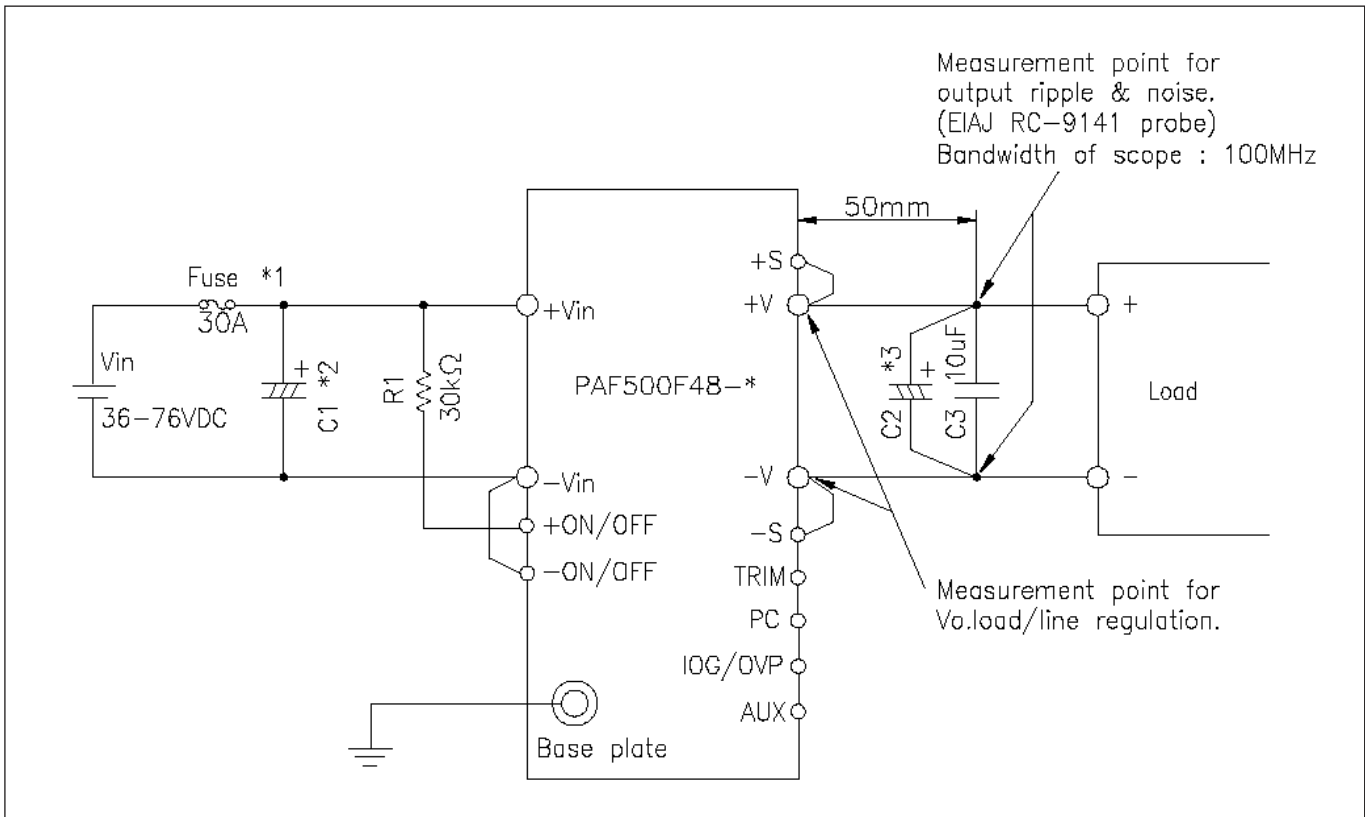 Measurement point for
output ripple & noise.
(EIAJ RC-9141 probe)
Bandwidth of scope : 100MHz
50mm
Fuse *1
30A
Vin
36-76VDC
C1 *2
R1
30kΩ
+Vin
-Vin
+ON/OFF
-ON/OFF
PAF500F48-*
Base plate
+S
+V
-V
-S
TRIM
PC
IOG/OVP
AUX
+
*3
+
C2
10uF
C3
+
Load
-
Measurement point for
Vo.load/line regulation.